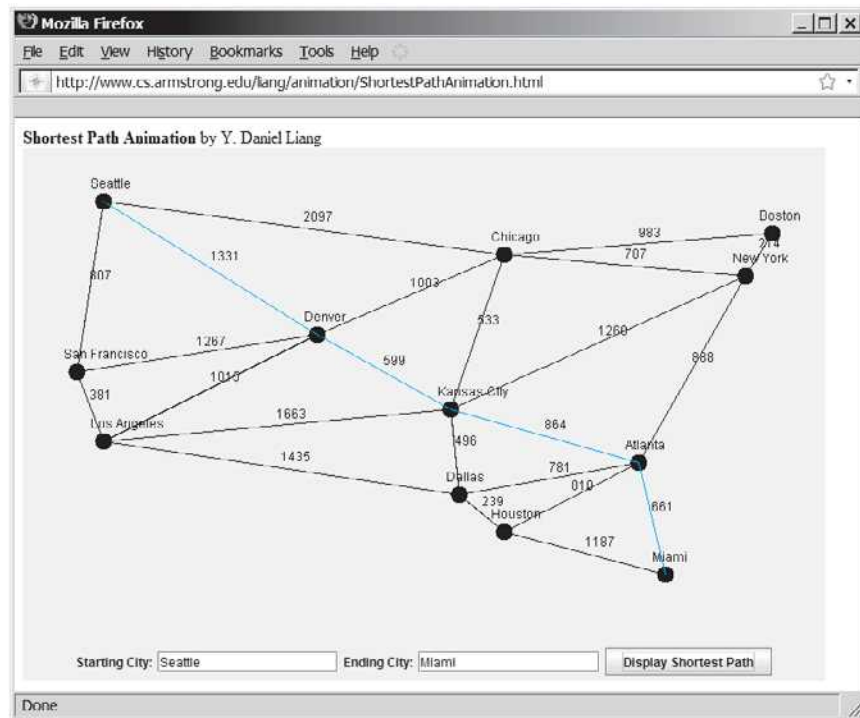 Mozilla Firefox
File Edit View History Bookmarks Tools Help
http://www.cs.armstrong.edu/liang/animation/ShortestPathAnimation.html
Shortest Path Animation by Y. Daniel Liang
Seattle
2097
Boston
Chicago
983
214
1331
707
New York
807
1003
Denver
533
1260
1267
San Francisco
599
888
1015
381
Kansas City
Los Angeles
1663
864
496
Atlanta
1435
781
Dallas
810
239
Houston
661
1187
Miami
Starting City: Seattle Ending City: Miami Display Shortest Path
Done